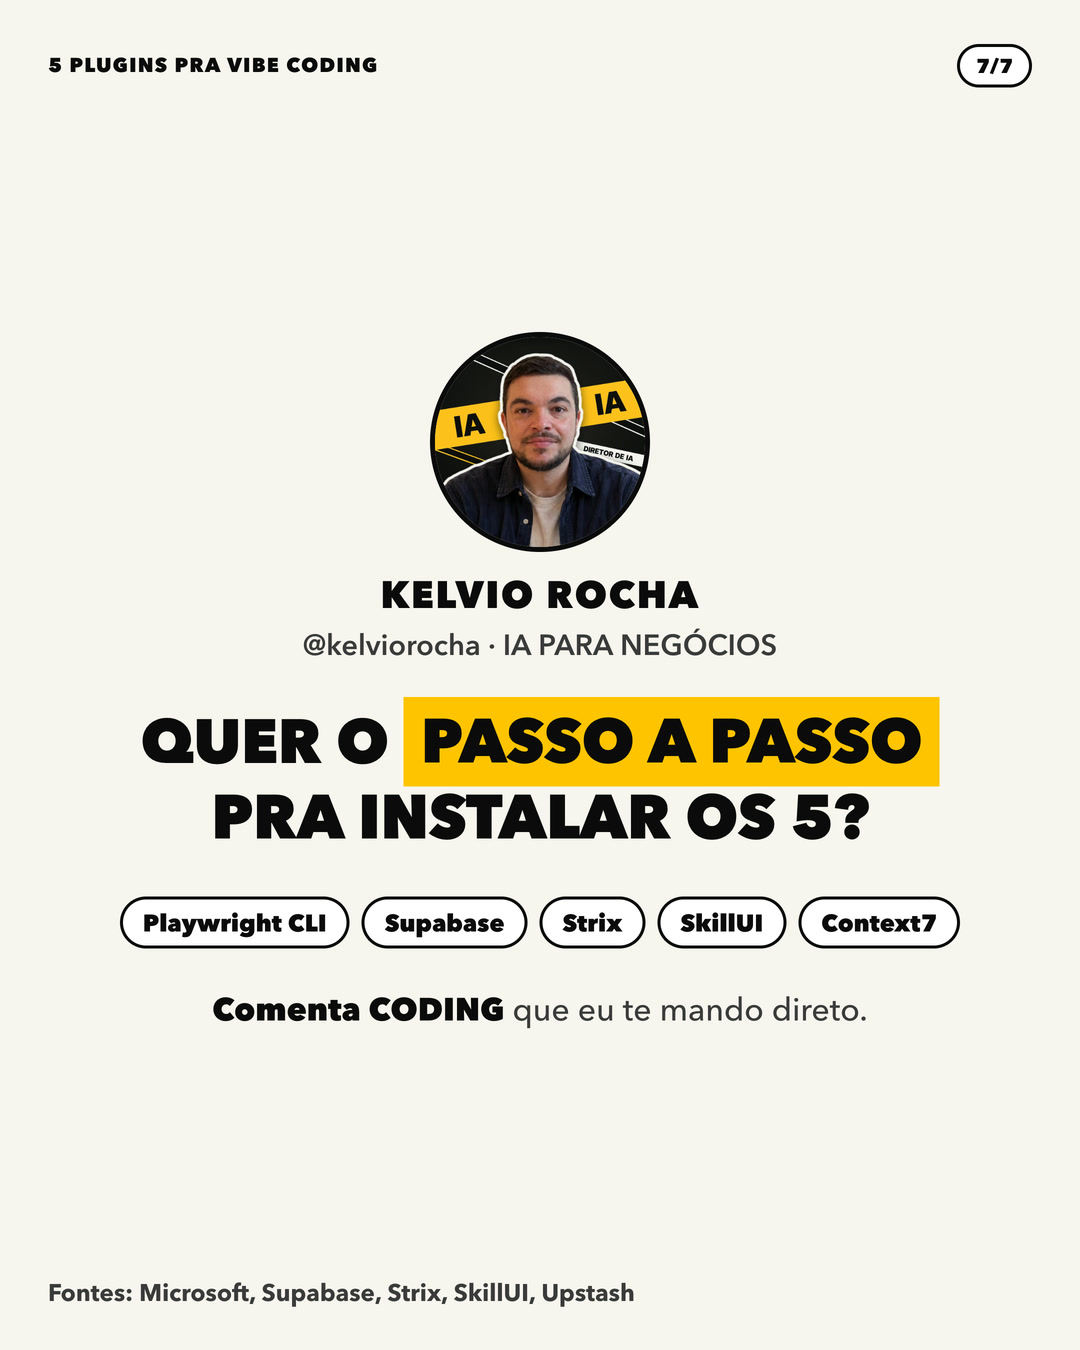 5 PLUGINS PRA VIBE CODING
7/7
IA
IA
DIRETOR DE IA
KELVIO ROCHA
@kelviorocha · IA PARA NEGÓCIOS
QUER O PASSO A PASSO
PRA INSTALAR OS 5?
Playwright CLI
Supabase
Strix
SkillUI
Context7
Comenta CODING que eu te mando direto.
Fontes: Microsoft, Supabase, Strix, SkillUI, Upstash